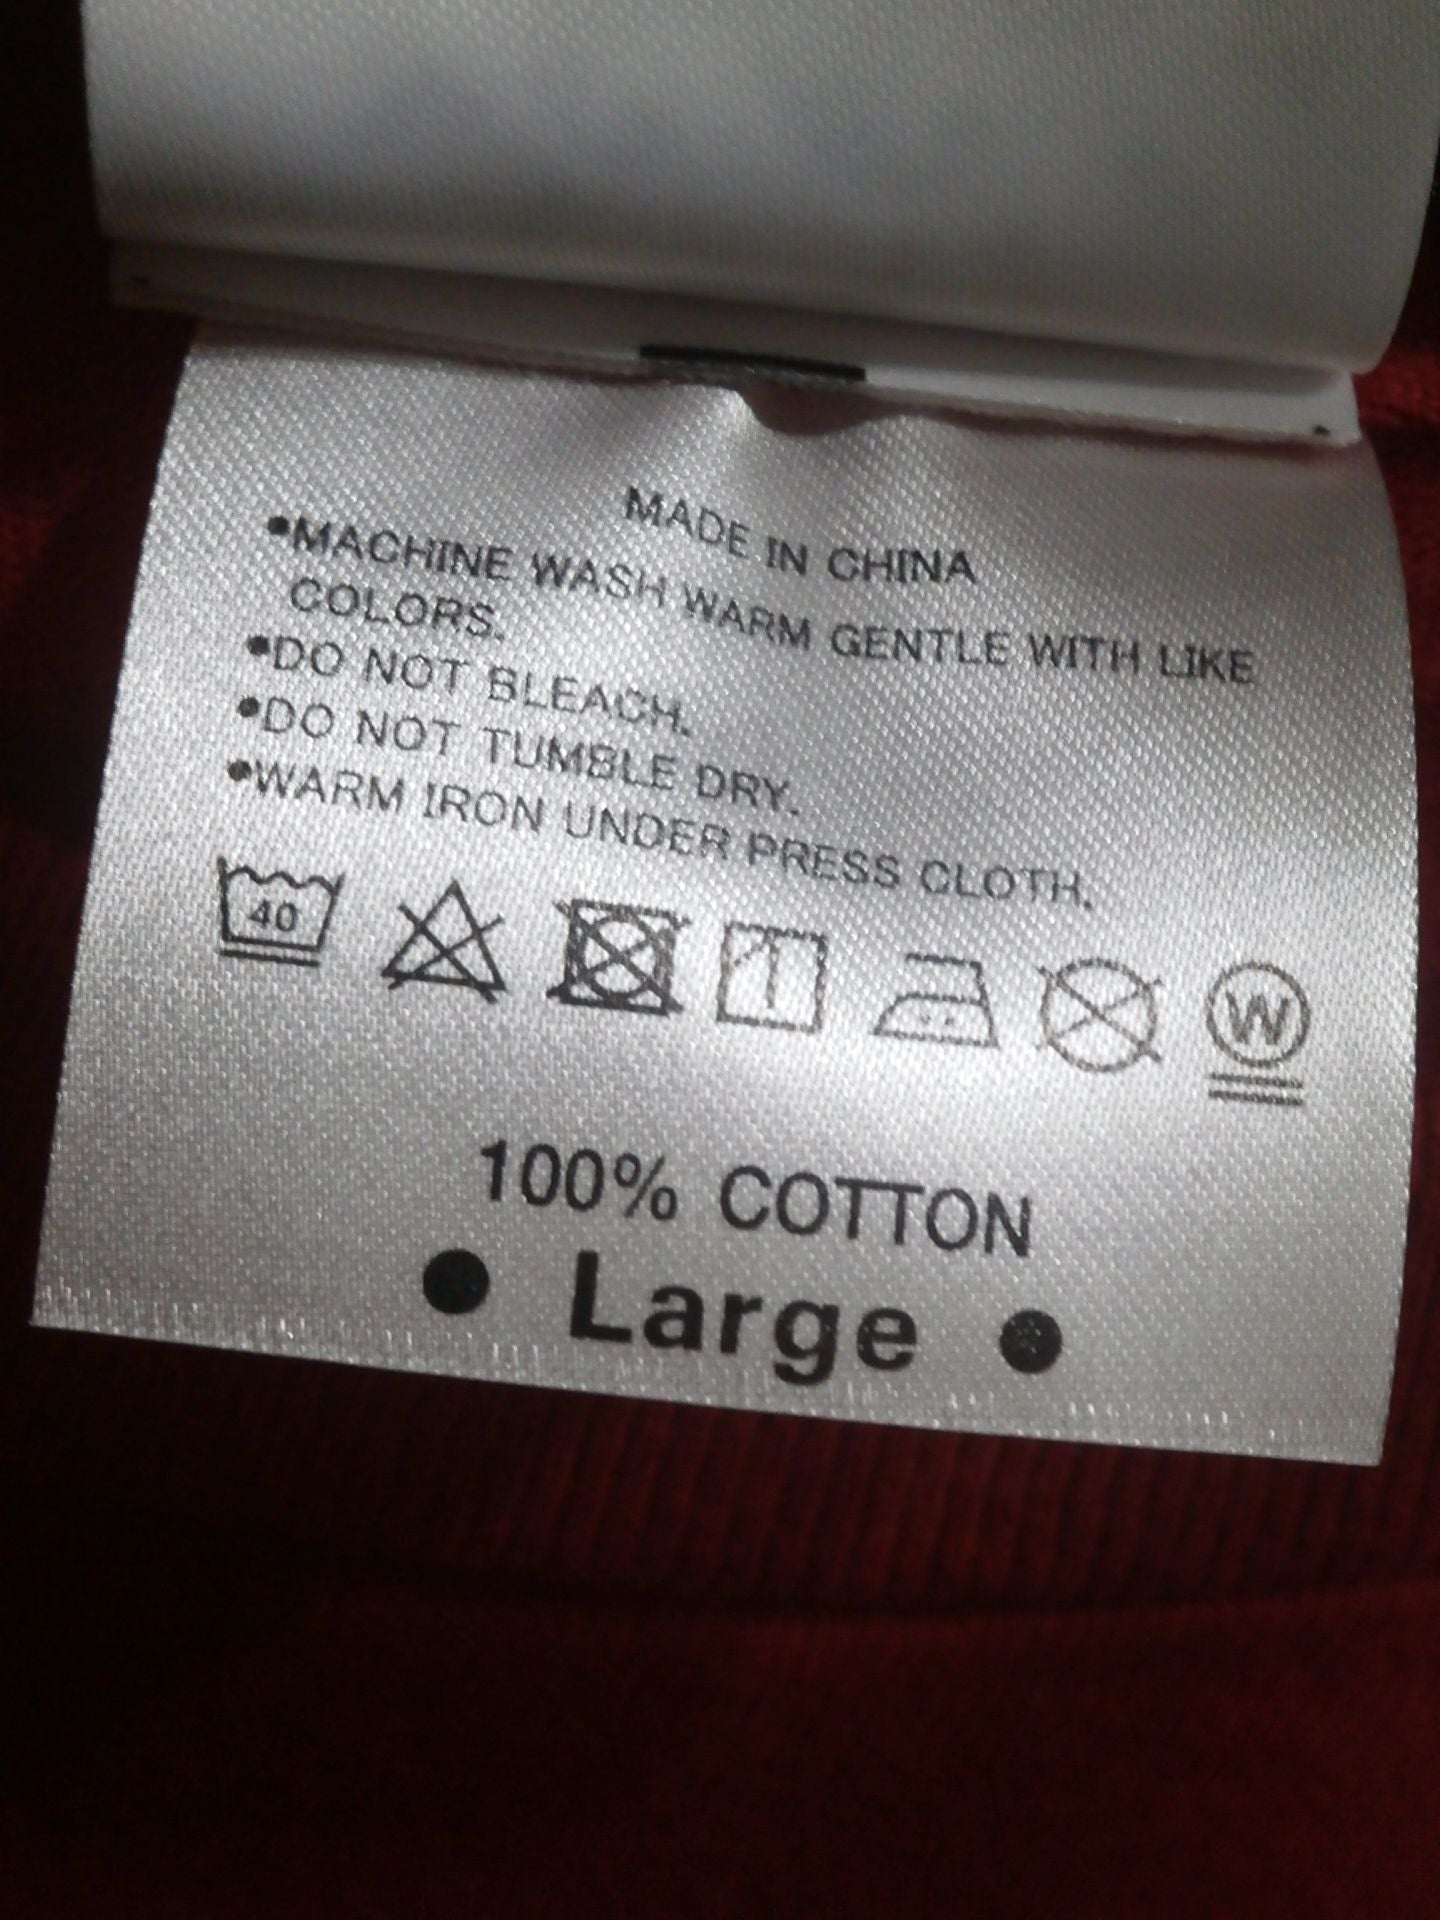 MADE IN CHINA
•MACHINE WASH WARM GENTLE WITH LIKE
COLORS.
•DO NOT BLEACH.
•DO NOT TUMBLE DRY.
•WARM IRON UNDER PRESS CLOTH.
40 W
100% COTTON
• Large •